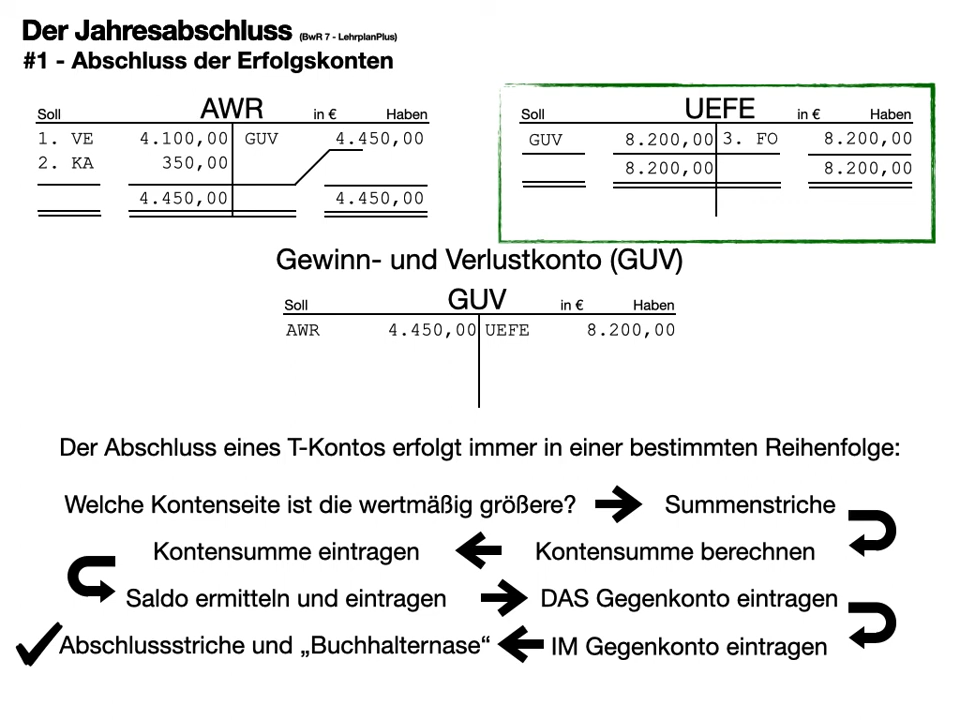 Der Jahresabschluss (BwR 7 - LehrplanPlus)
#1 - Abschluss der Erfolgskonten
Soll AWR in € Haben
1. VE 4.100,00 GUV 4.450,00
2. KA 350,00
4.450,00 4.450,00
Soll UEFE in € Haben
GUV 8.200,00 3. FO 8.200,00
8.200,00 8.200,00
Gewinn- und Verlustkonto (GUV)
Soll GUV in € Haben
AWR 4.450,00 UEFE 8.200,00
Der Abschluss eines T-Kontos erfolgt immer in einer bestimmten Reihenfolge:
Welche Kontenseite ist die wertmäßig größere? Summenstriche
Kontensumme eintragen Kontensumme berechnen
Saldo ermitteln und eintragen DAS Gegenkonto eintragen
Abschlussstriche und „Buchhalternase“ IM Gegenkonto eintragen